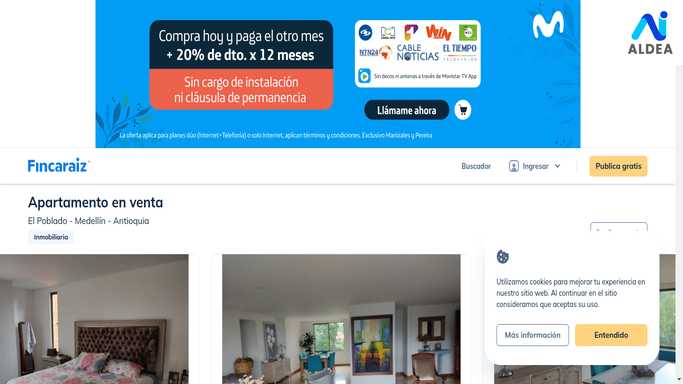 Compra hoy y paga el otro mes
+ 20% de dto. x 12 meses
Sin cargo de instalación
ni cláusula de permanencia
WIN
NTN24
CABLE
NOTICIAS
EL TIEMPO
TELEVISIÓN
Sin decos ni antenas a través de Movistar TV App
Llámame ahora
La oferta aplica para planes dúo (Internet+Telefonía) o solo Internet, aplican términos y condiciones. Exclusivo Manizales y Pereira
ALDEA
Fincaraiz
Buscador
Ingresar
Publica gratis
Apartamento en venta
El Poblado - Medellín - Antioquia
Inmobiliaria
Utilizamos cookies para mejorar tu experiencia en
nuestro sitio web. Al continuar en el sitio
consideramos que aceptas su uso.
Más información
Entendido